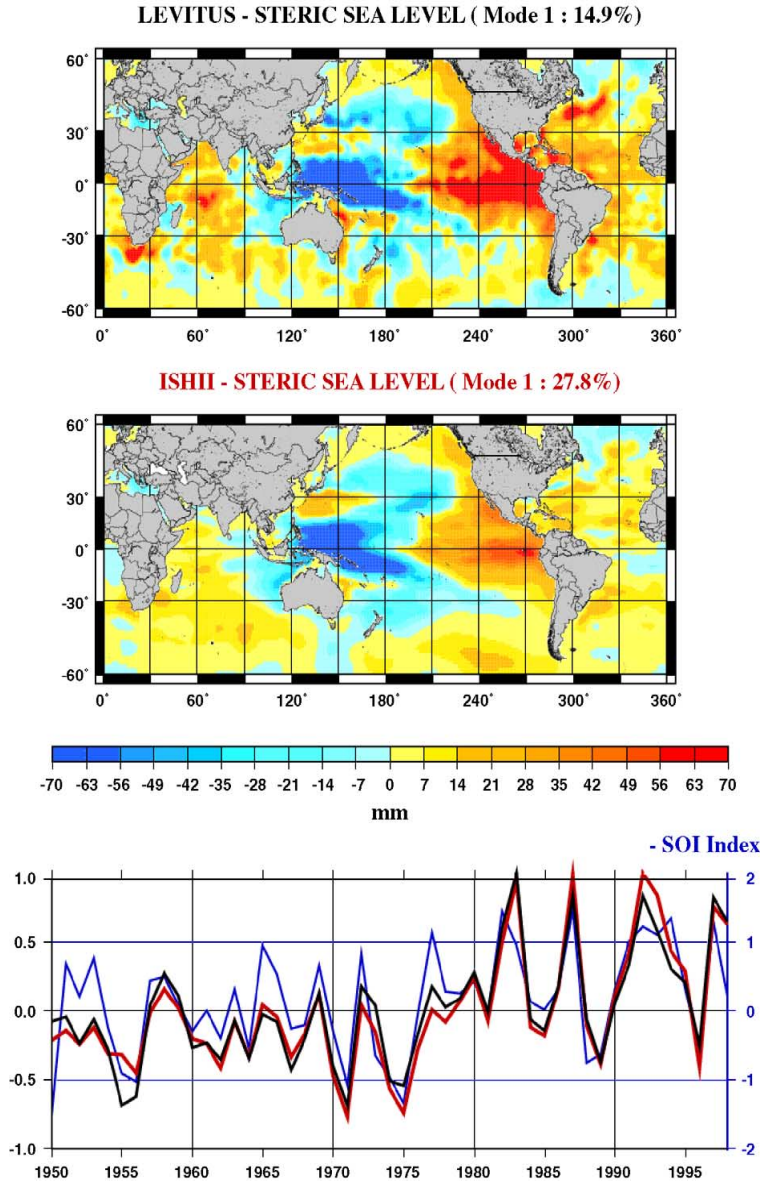 LEVITUS - STERIC SEA LEVEL ( Mode 1 : 14.9%)
60°
30°
0°
-30°
-60°
0° 60° 120° 180° 240° 300° 360°
ISHII - STERIC SEA LEVEL ( Mode 1 : 27.8%)
60°
30°
0°
-30°
-60°
0° 60° 120° 180° 240° 300° 360°
-70 -63 -56 -49 -42 -35 -28 -21 -14 -7 0 7 14 21 28 35 42 49 56 63 70
mm
- SOI Index
1.0 2
0.5 1
0.0 0
-0.5 -1
-1.0 -2
1950 1955 1960 1965 1970 1975 1980 1985 1990 1995